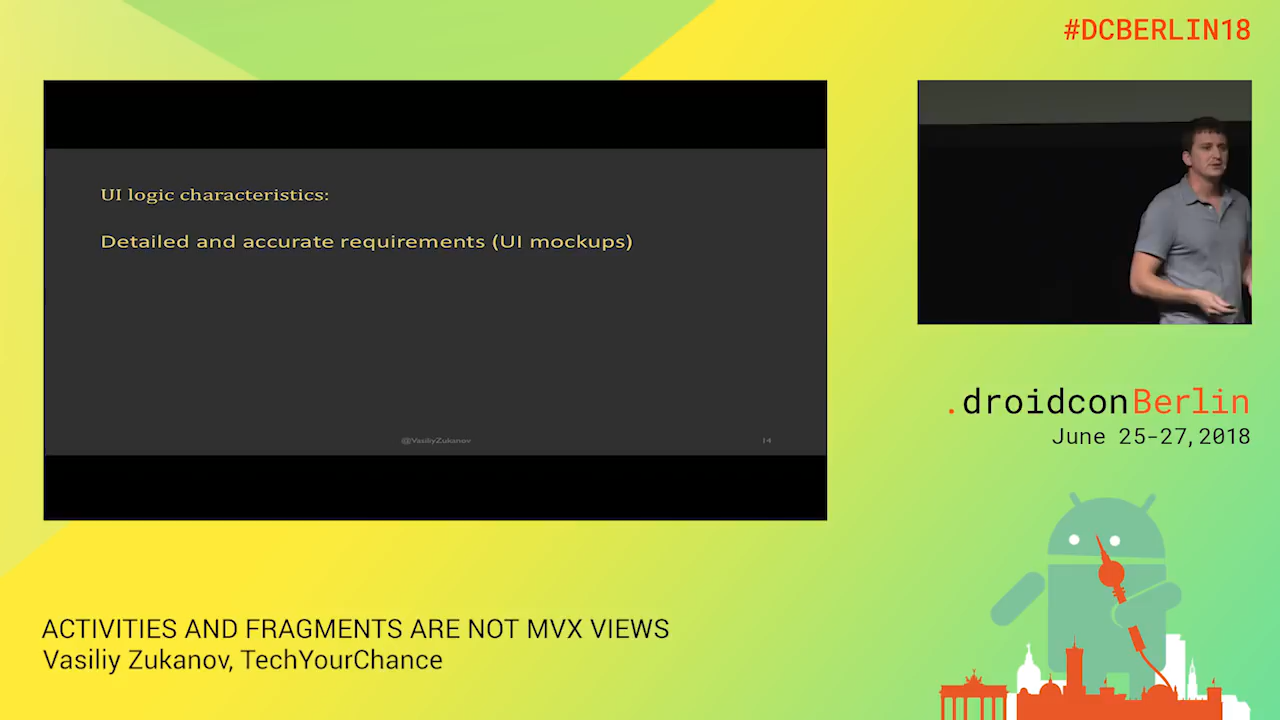 #DCBERLIN18
UI logic characteristics:
Detailed and accurate requirements (UI mockups)
@VasiliyZukanov
14
.droidconBerlin
June 25-27,2018
ACTIVITIES AND FRAGMENTS ARE NOT MVX VIEWS
Vasiliy Zukanov, TechYourChance